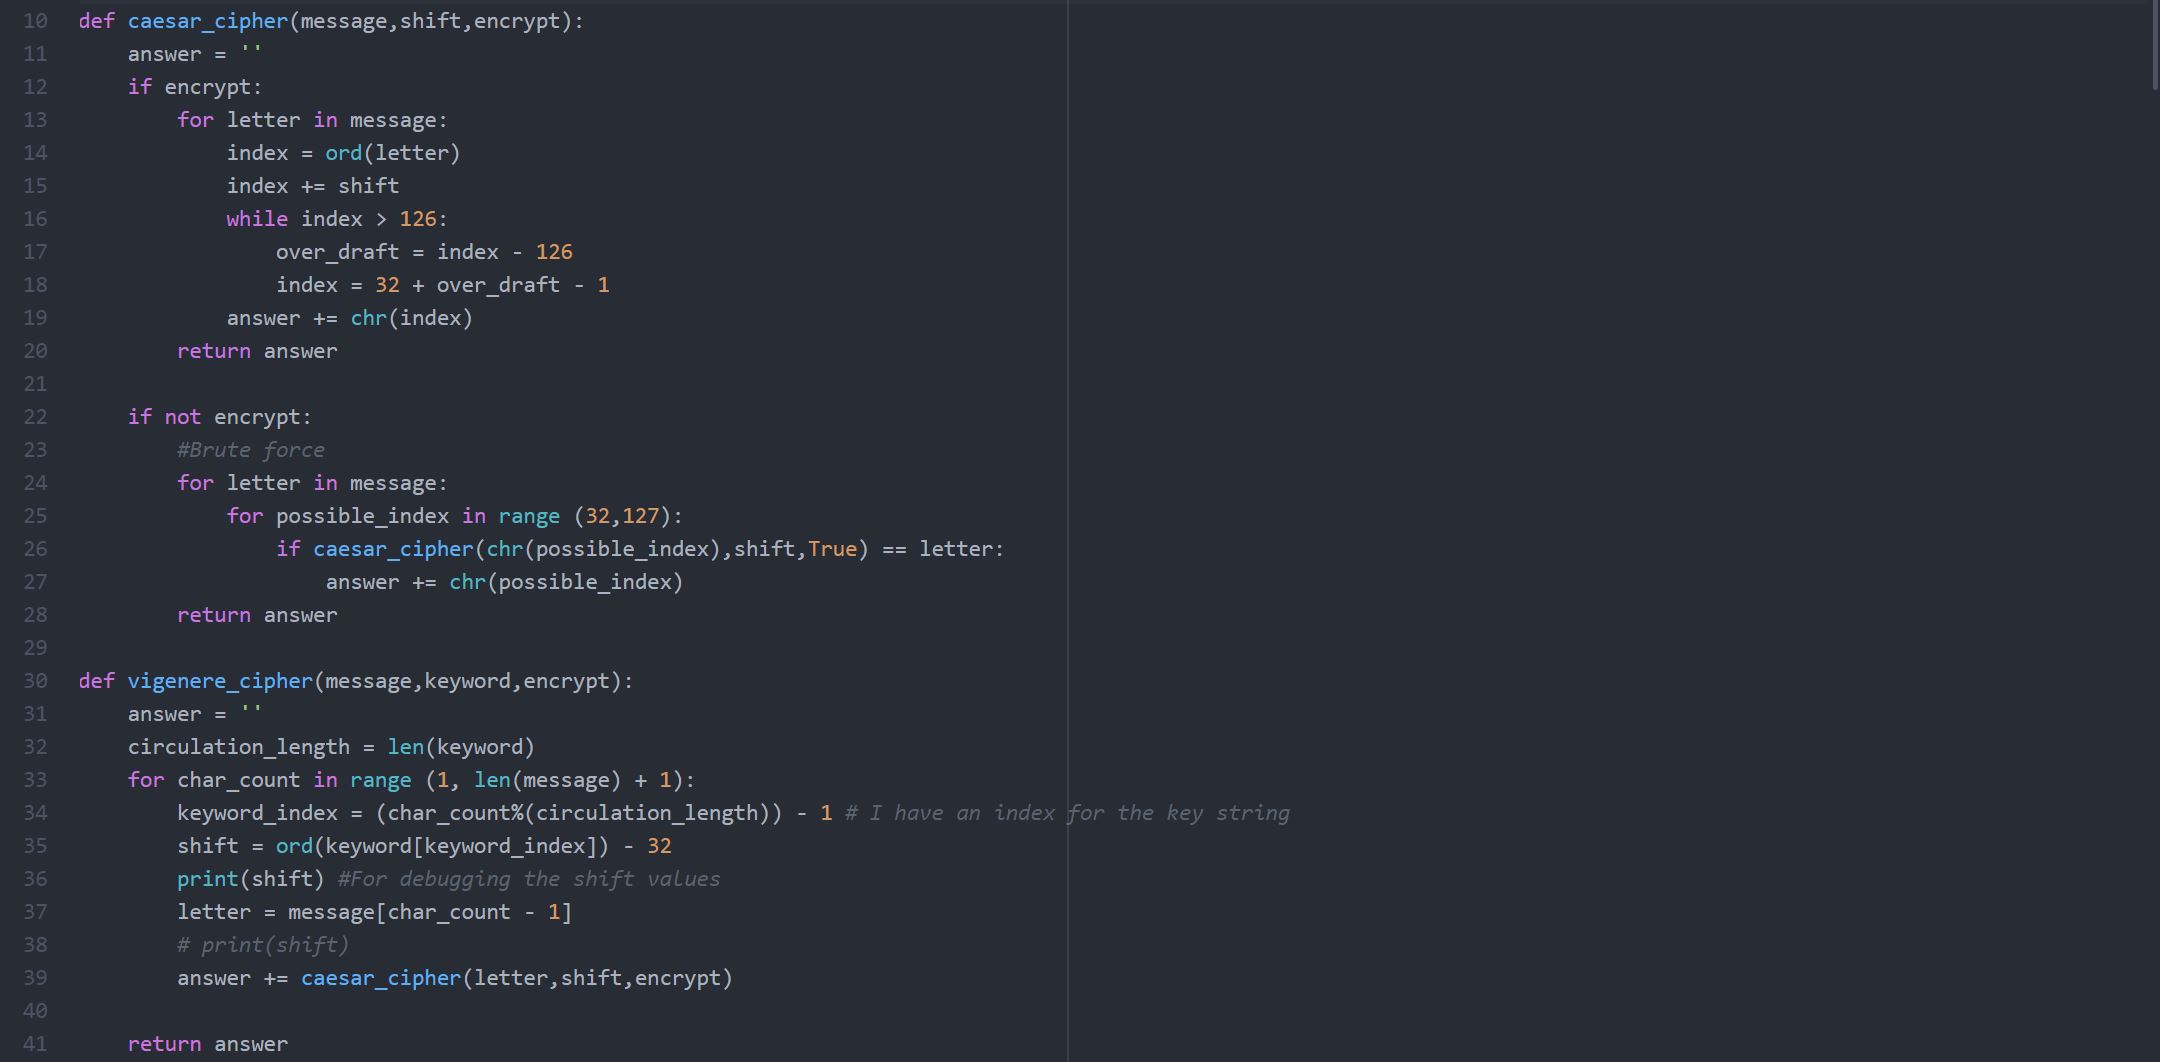 10 def caesar_cipher(message,shift,encrypt):
11     answer = ''
12     if encrypt:
13         for letter in message:
14             index = ord(letter)
15             index += shift
16             while index > 126:
17                 over_draft = index - 126
18                 index = 32 + over_draft - 1
19             answer += chr(index)
20         return answer
21
22     if not encrypt:
23         #Brute force
24         for letter in message:
25             for possible_index in range (32,127):
26                 if caesar_cipher(chr(possible_index),shift,True) == letter:
27                     answer += chr(possible_index)
28         return answer
29
30 def vigenere_cipher(message,keyword,encrypt):
31     answer = ''
32     circulation_length = len(keyword)
33     for char_count in range (1, len(message) + 1):
34         keyword_index = (char_count%(circulation_length)) - 1 # I have an index for the key string
35         shift = ord(keyword[keyword_index]) - 32
36         print(shift) #For debugging the shift values
37         letter = message[char_count - 1]
38         # print(shift)
39         answer += caesar_cipher(letter,shift,encrypt)
40
41     return answer